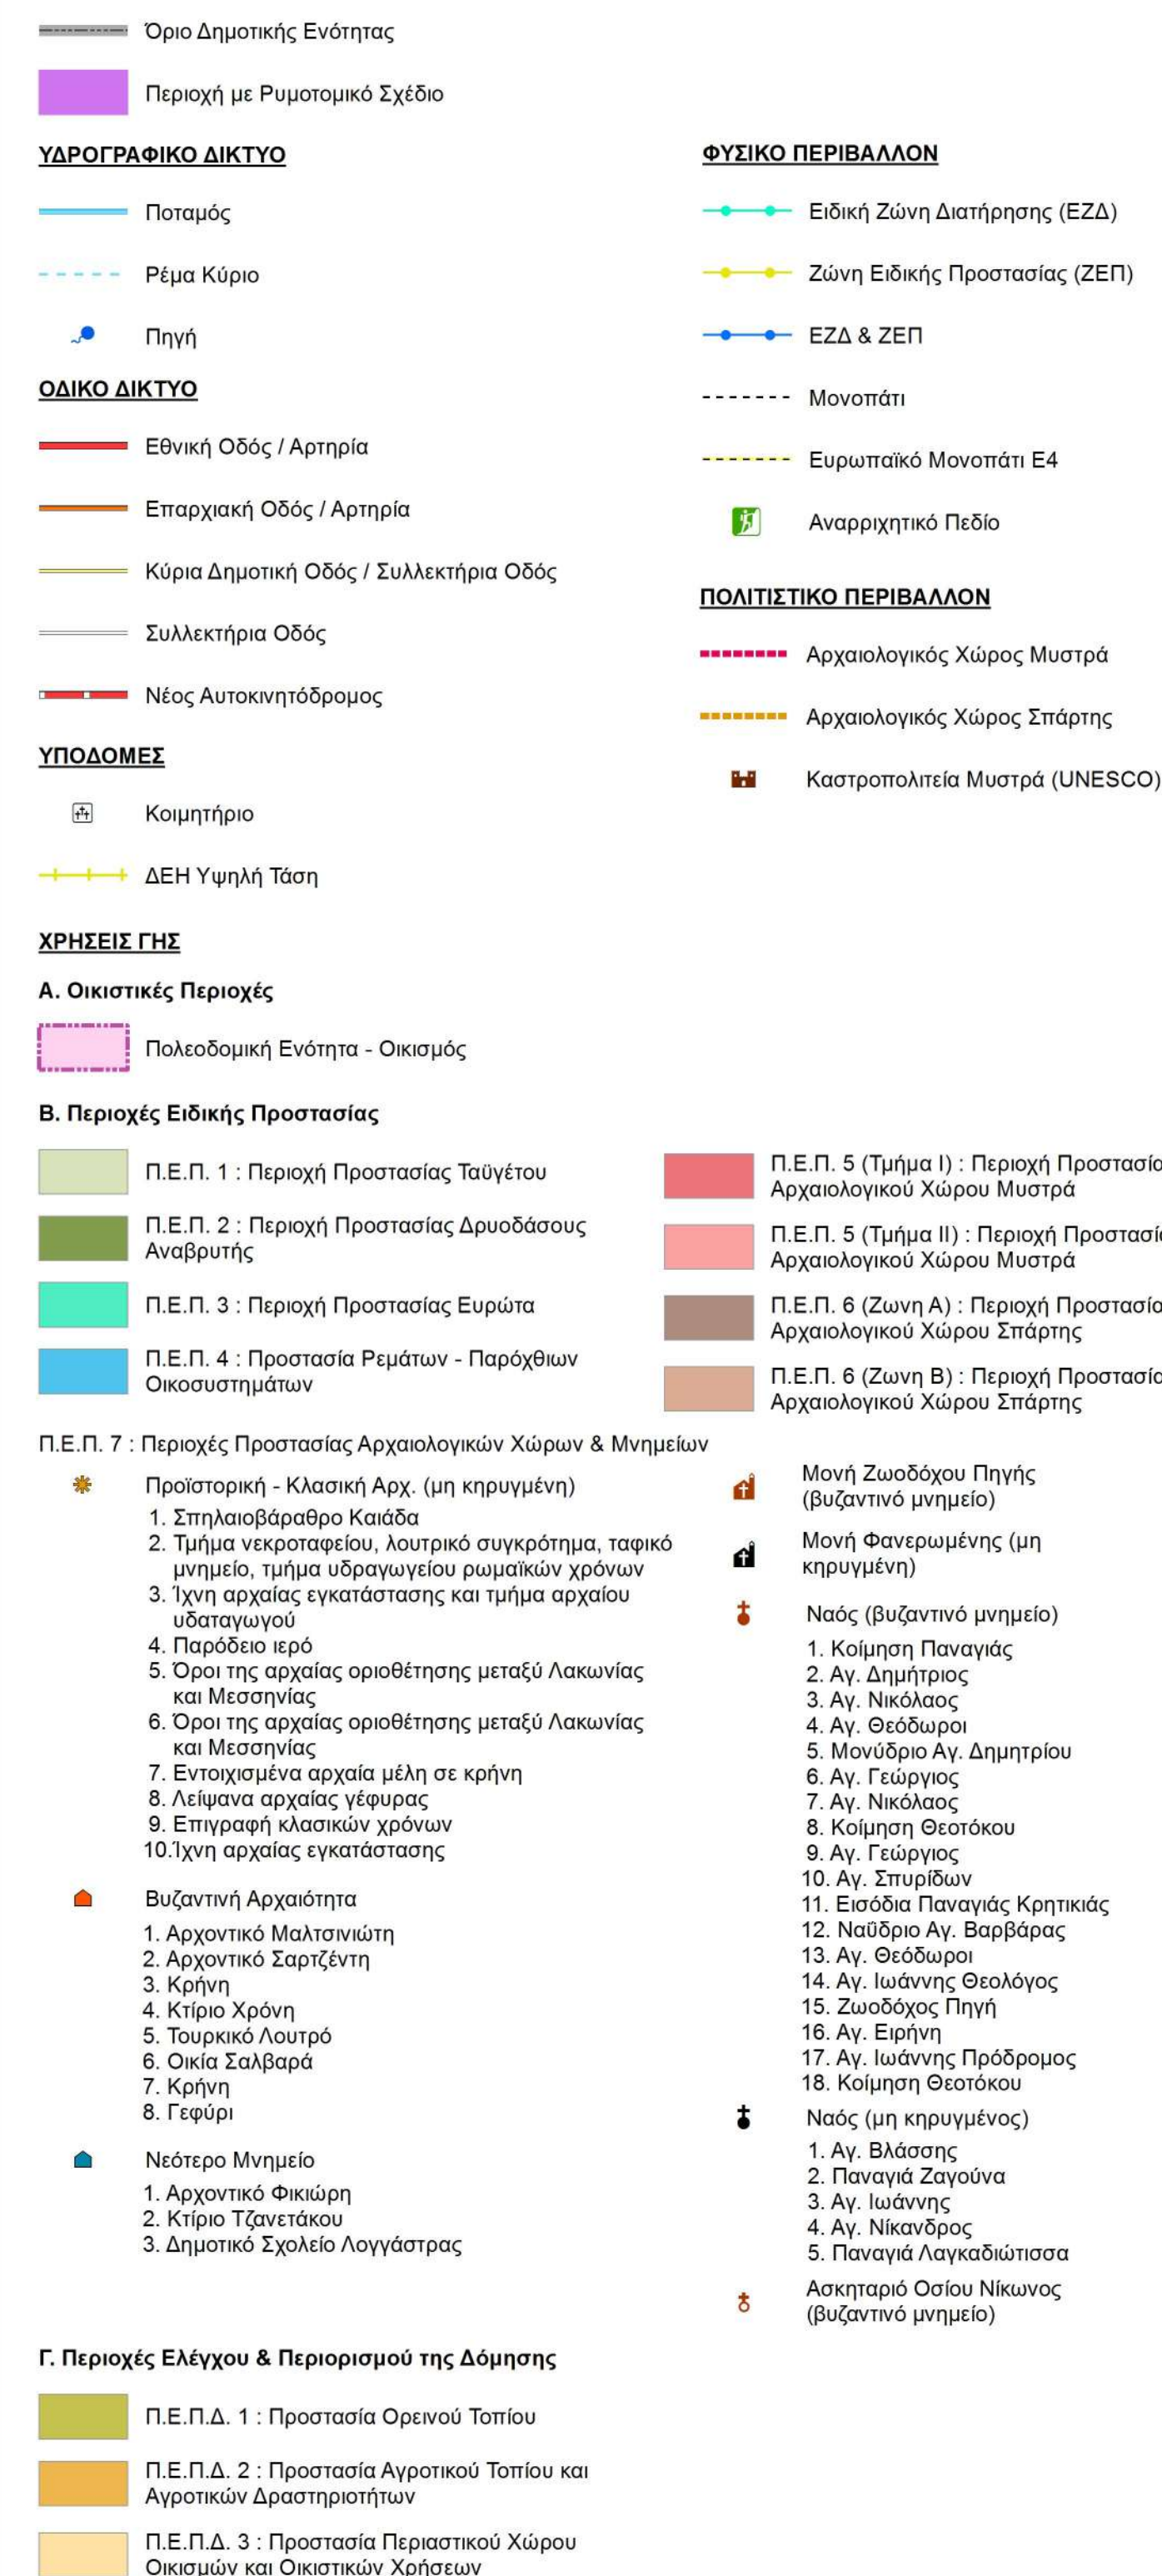 Όριο Δημοτικής Ενότητας
Περιοχή με Ρυμοτομικό Σχέδιο
ΥΔΡΟΓΡΑΦΙΚΟ ΔΙΚΤΥΟ
Ποταμός
Ρέμα Κύριο
Πηγή
ΟΔΙΚΟ ΔΙΚΤΥΟ
Εθνική Οδός / Αρτηρία
Επαρχιακή Οδός / Αρτηρία
Κύρια Δημοτική Οδός / Συλλεκτήρια Οδός
Συλλεκτήρια Οδός
Νέος Αυτοκινητόδρομος
ΥΠΟΔΟΜΕΣ
Κοιμητήριο
ΔΕΗ Υψηλή Τάση
ΦΥΣΙΚΟ ΠΕΡΙΒΑΛΛΟΝ
Ειδική Ζώνη Διατήρησης (ΕΖΔ)
Ζώνη Ειδικής Προστασίας (ΖΕΠ)
ΕΖΔ & ΖΕΠ
Μονοπάτι
Ευρωπαϊκό Μονοπάτι Ε4
Αναρριχητικό Πεδίο
ΠΟΛΙΤΙΣΤΙΚΟ ΠΕΡΙΒΑΛΛΟΝ
Αρχαιολογικός Χώρος Μυστρά
Αρχαιολογικός Χώρος Σπάρτης
Καστροπολιτεία Μυστρά (UNESCO)
ΧΡΗΣΕΙΣ ΓΗΣ
Α. Οικιστικές Περιοχές
Πολεοδομική Ενότητα - Οικισμός
Β. Περιοχές Ειδικής Προστασίας
Π.Ε.Π. 1 : Περιοχή Προστασίας Ταϋγέτου
Π.Ε.Π. 2 : Περιοχή Προστασίας Δρυοδάσους
Αναβρυτής
Π.Ε.Π. 3 : Περιοχή Προστασίας Ευρώτα
Π.Ε.Π. 4 : Προστασία Ρεμάτων - Παρόχθιων
Οικοσυστημάτων
Π.Ε.Π. 5 (Τμήμα Ι) : Περιοχή Προστασία
Αρχαιολογικού Χώρου Μυστρά
Π.Ε.Π. 5 (Τμήμα ΙΙ) : Περιοχή Προστασία
Αρχαιολογικού Χώρου Μυστρά
Π.Ε.Π. 6 (Ζωνη Α) : Περιοχή Προστασία
Αρχαιολογικού Χώρου Σπάρτης
Π.Ε.Π. 6 (Ζωνη Β) : Περιοχή Προστασία
Αρχαιολογικού Χώρου Σπάρτης
Π.Ε.Π. 7 : Περιοχές Προστασίας Αρχαιολογικών Χώρων & Μνημείων
Προϊστορική - Κλασική Αρχ. (μη κηρυγμένη)
1. Σπηλαιοβάραθρο Καιάδα
2. Τμήμα νεκροταφείου, λουτρικό συγκρότημα, ταφικό
μνημείο, τμήμα υδραγωγείου ρωμαϊκών χρόνων
3. Ίχνη αρχαίας εγκατάστασης και τμήμα αρχαίου
υδαταγωγού
4. Παρόδειο ιερό
5. Όροι της αρχαίας οριοθέτησης μεταξύ Λακωνίας
και Μεσσηνίας
6. Όροι της αρχαίας οριοθέτησης μεταξύ Λακωνίας
και Μεσσηνίας
7. Εντοιχισμένα αρχαία μέλη σε κρήνη
8. Λείψανα αρχαίας γέφυρας
9. Επιγραφή κλασικών χρόνων
10.Ίχνη αρχαίας εγκατάστασης
Βυζαντινή Αρχαιότητα
1. Αρχοντικό Μαλτσινιώτη
2. Αρχοντικό Σαρτζέντη
3. Κρήνη
4. Κτίριο Χρόνη
5. Τουρκικό Λουτρό
6. Οικία Σαλβαρά
7. Κρήνη
8. Γεφύρι
Νεότερο Μνημείο
1. Αρχοντικό Φικιώρη
2. Κτίριο Τζανετάκου
3. Δημοτικό Σχολείο Λογγάστρας
Μονή Ζωοδόχου Πηγής
(βυζαντινό μνημείο)
Μονή Φανερωμένης (μη
κηρυγμένη)
Ναός (βυζαντινό μνημείο)
1. Κοίμηση Παναγιάς
2. Αγ. Δημήτριος
3. Αγ. Νικόλαος
4. Αγ. Θεόδωροι
5. Μονύδριο Αγ. Δημητρίου
6. Αγ. Γεώργιος
7. Αγ. Νικόλαος
8. Κοίμηση Θεοτόκου
9. Αγ. Γεώργιος
10. Αγ. Σπυρίδων
11. Εισόδια Παναγιάς Κρητικιάς
12. Ναΰδριο Αγ. Βαρβάρας
13. Αγ. Θεόδωροι
14. Αγ. Ιωάννης Θεολόγος
15. Ζωοδόχος Πηγή
16. Αγ. Ειρήνη
17. Αγ. Ιωάννης Πρόδρομος
18. Κοίμηση Θεοτόκου
Ναός (μη κηρυγμένος)
1. Αγ. Βλάσσης
2. Παναγιά Ζαγούνα
3. Αγ. Ιωάννης
4. Αγ. Νίκανδρος
5. Παναγιά Λαγκαδιώτισσα
Ασκηταριό Οσίου Νίκωνος
(βυζαντινό μνημείο)
Γ. Περιοχές Ελέγχου & Περιορισμού της Δόμησης
Π.Ε.Π.Δ. 1 : Προστασία Ορεινού Τοπίου
Π.Ε.Π.Δ. 2 : Προστασία Αγροτικού Τοπίου και
Αγροτικών Δραστηριοτήτων
Π.Ε.Π.Δ. 3 : Προστασία Περιαστικού Χώρου
Οικισμών και Οικιστικών Χρήσεων